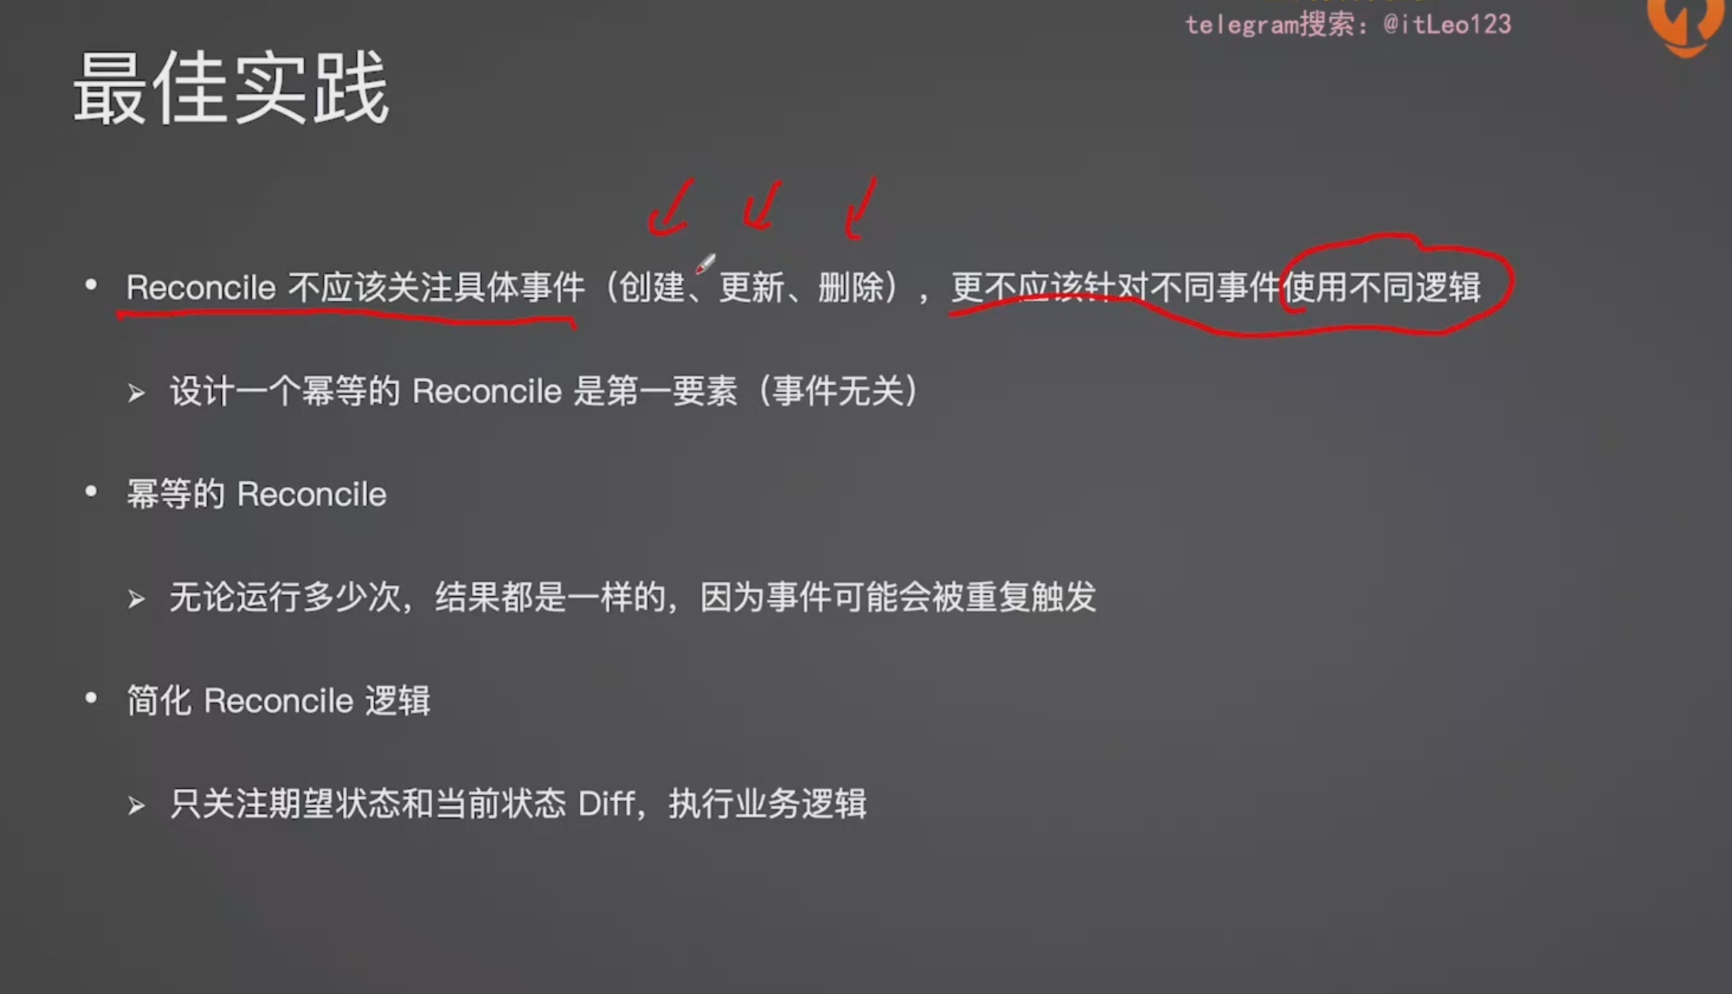 telegram搜索：@itLeo123
最佳实践
• Reconcile 不应该关注具体事件（创建、更新、删除），更不应该针对不同事件使用不同逻辑
➢ 设计一个幂等的 Reconcile 是第一要素（事件无关）
• 幂等的 Reconcile
➢ 无论运行多少次，结果都是一样的，因为事件可能会被重复触发
• 简化 Reconcile 逻辑
➢ 只关注期望状态和当前状态 Diff，执行业务逻辑